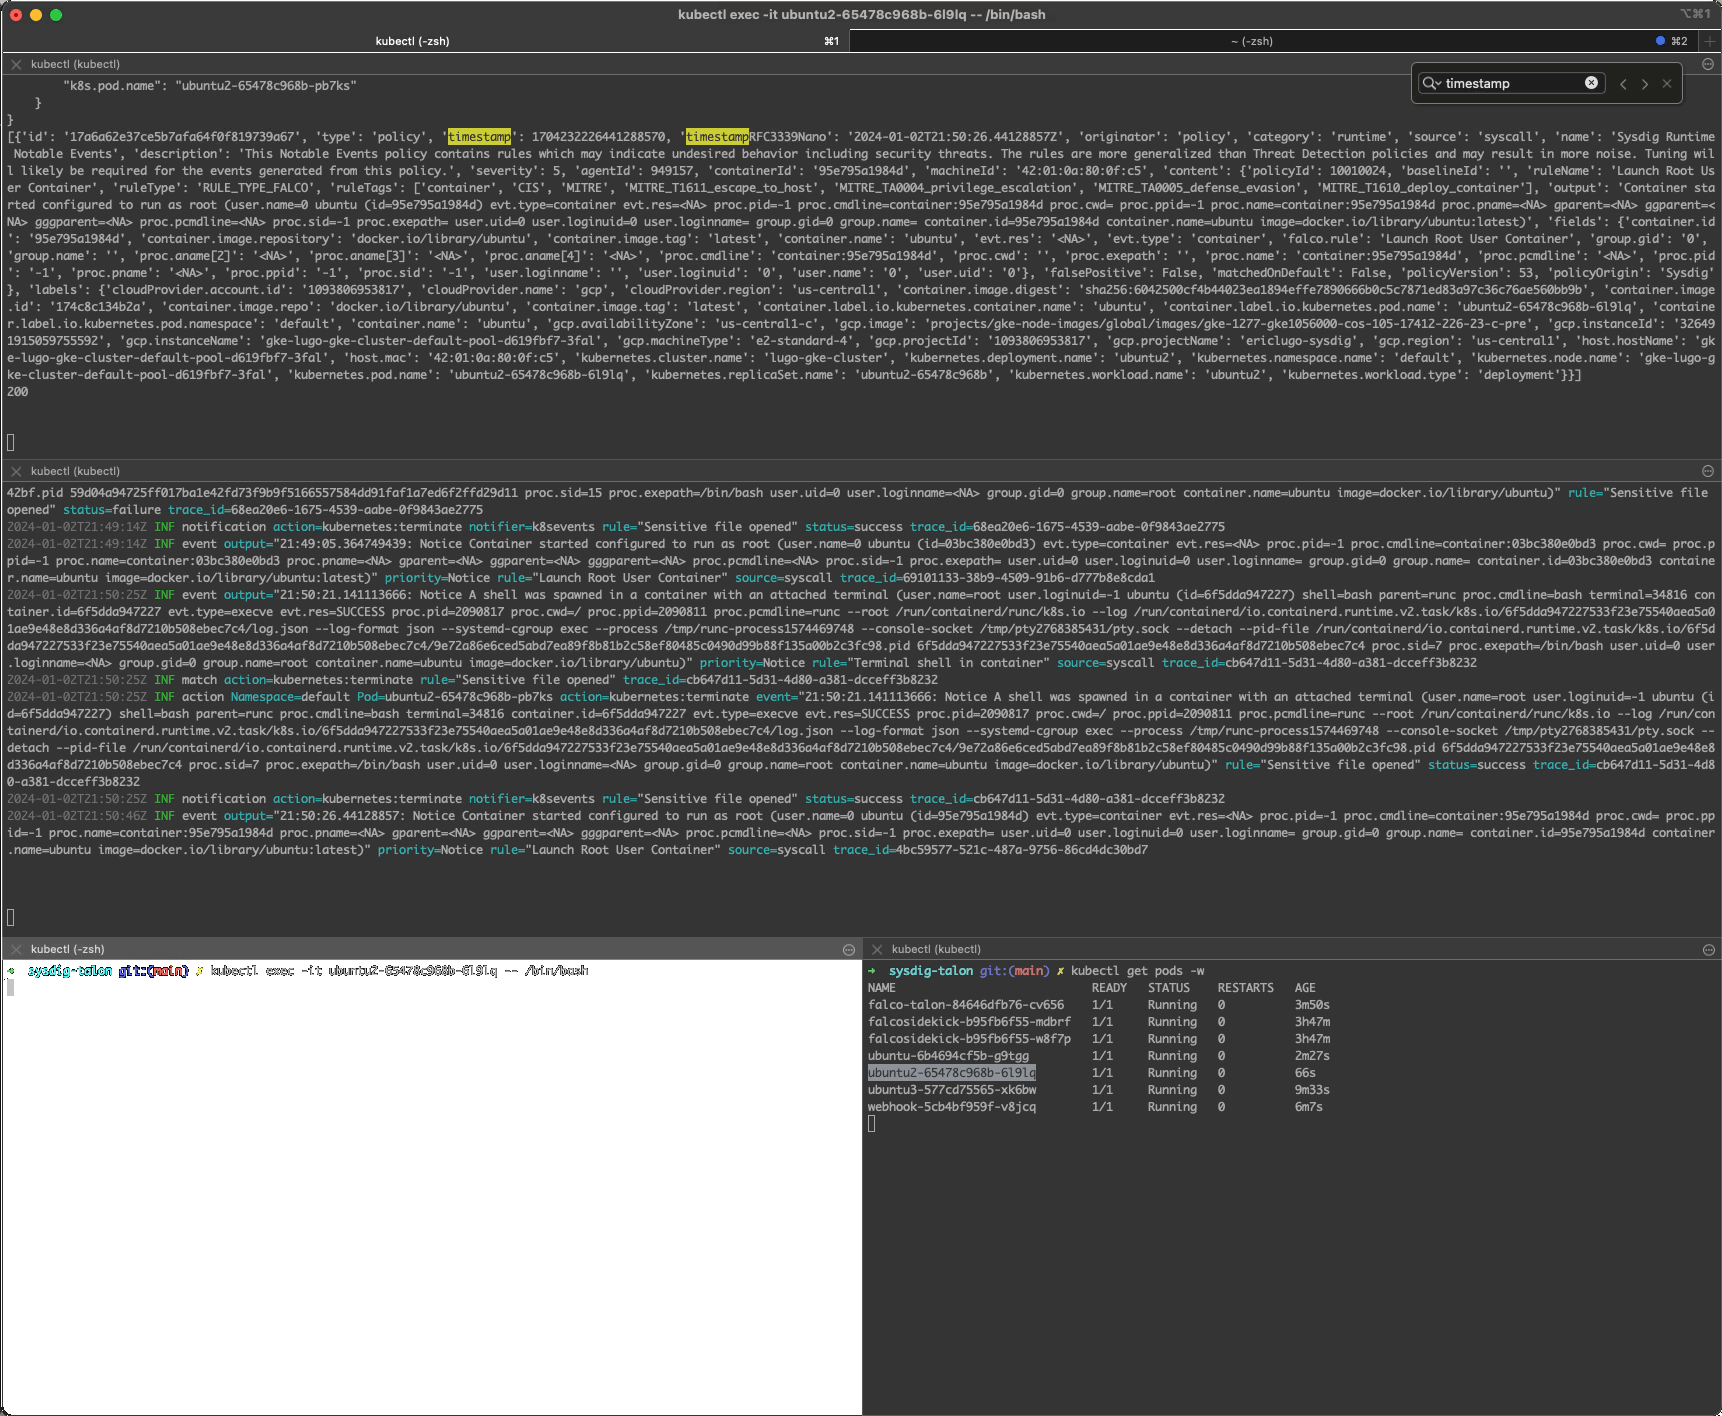 kubectl exec -it ubuntu2-65478c968b-6l9lq -- /bin/bash
⌥⌘1
kubectl (-zsh) ⌘1
~ (-zsh) ⌘2
kubectl (kubectl)
timestamp
"k8s.pod.name": "ubuntu2-65478c968b-pb7ks"
}
}
[{'id': '17a6a62e37ce5b7afa64f0f819739a67', 'type': 'policy', 'timestamp': 1704232226441288570, 'timestampRFC3339Nano': '2024-01-02T21:50:26.44128857Z', 'originator': 'policy', 'category': 'runtime', 'source': 'syscall', 'name': 'Sysdig Runtime
Notable Events', 'description': 'This Notable Events policy contains rules which may indicate undesired behavior including security threats. The rules are more generalized than Threat Detection policies and may result in more noise. Tuning wil
l likely be required for the events generated from this policy.', 'severity': 5, 'agentId': 949157, 'containerId': '95e795a1984d', 'machineId': '42:01:0a:80:0f:c5', 'content': {'policyId': 10010024, 'baselineId': '', 'ruleName': 'Launch Root Us
er Container', 'ruleType': 'RULE_TYPE_FALCO', 'ruleTags': ['container', 'CIS', 'MITRE', 'MITRE_T1611_escape_to_host', 'MITRE_TA0004_privilege_escalation', 'MITRE_TA0005_defense_evasion', 'MITRE_T1610_deploy_container'], 'output': 'Container sta
rted configured to run as root (user.name=0 ubuntu (id=95e795a1984d) evt.type=container evt.res=<NA> proc.pid=-1 proc.cmdline=container:95e795a1984d proc.cwd= proc.ppid=-1 proc.name=container:95e795a1984d proc.pname=<NA> gparent=<NA> ggparent=<
NA> gggparent=<NA> proc.pcmdline=<NA> proc.sid=-1 proc.exepath= user.uid=0 user.loginuid=0 user.loginname= group.gid=0 group.name= container.id=95e795a1984d container.name=ubuntu image=docker.io/library/ubuntu:latest)', 'fields': {'container.id
': '95e795a1984d', 'container.image.repository': 'docker.io/library/ubuntu', 'container.image.tag': 'latest', 'container.name': 'ubuntu', 'evt.res': '<NA>', 'evt.type': 'container', 'falco.rule': 'Launch Root User Container', 'group.gid': '0',
'group.name': '', 'proc.aname[2]': '<NA>', 'proc.aname[3]': '<NA>', 'proc.aname[4]': '<NA>', 'proc.cmdline': 'container:95e795a1984d', 'proc.cwd': '', 'proc.exepath': '', 'proc.name': 'container:95e795a1984d', 'proc.pcmdline': '<NA>', 'proc.pid
': '-1', 'proc.pname': '<NA>', 'proc.ppid': '-1', 'proc.sid': '-1', 'user.loginname': '', 'user.loginuid': '0', 'user.name': '0', 'user.uid': '0'}, 'falsePositive': False, 'matchedOnDefault': False, 'policyVersion': 53, 'policyOrigin': 'Sysdig'
}, 'labels': {'cloudProvider.account.id': '1093806953817', 'cloudProvider.name': 'gcp', 'cloudProvider.region': 'us-central1', 'container.image.digest': 'sha256:6042500cf4b44023ea1894effe7890666b0c5c7871ed83a97c36c76ae560bb9b', 'container.image
.id': '174c8c134b2a', 'container.image.repo': 'docker.io/library/ubuntu', 'container.image.tag': 'latest', 'container.label.io.kubernetes.container.name': 'ubuntu', 'container.label.io.kubernetes.pod.name': 'ubuntu2-65478c968b-6l9lq', 'containe
r.label.io.kubernetes.pod.namespace': 'default', 'container.name': 'ubuntu', 'gcp.availabilityZone': 'us-central1-c', 'gcp.image': 'projects/gke-node-images/global/images/gke-1277-gke1056000-cos-105-17412-226-23-c-pre', 'gcp.instanceId': '32649
1915059755592', 'gcp.instanceName': 'gke-lugo-gke-cluster-default-pool-d619fbf7-3fal', 'gcp.machineType': 'e2-standard-4', 'gcp.projectId': '1093806953817', 'gcp.projectName': 'ericlugo-sysdig', 'gcp.region': 'us-central1', 'host.hostName': 'gk
e-lugo-gke-cluster-default-pool-d619fbf7-3fal', 'host.mac': '42:01:0a:80:0f:c5', 'kubernetes.cluster.name': 'lugo-gke-cluster', 'kubernetes.deployment.name': 'ubuntu2', 'kubernetes.namespace.name': 'default', 'kubernetes.node.name': 'gke-lugo-g
ke-cluster-default-pool-d619fbf7-3fal', 'kubernetes.pod.name': 'ubuntu2-65478c968b-6l9lq', 'kubernetes.replicaSet.name': 'ubuntu2-65478c968b', 'kubernetes.workload.name': 'ubuntu2', 'kubernetes.workload.type': 'deployment'}}]
200
kubectl (kubectl)
42bf.pid 59d04a94725ff017ba1e42fd73f9b9f5166557584dd91faf1a7ed6f2ffd29d11 proc.sid=15 proc.exepath=/bin/bash user.uid=0 user.loginname=<NA> group.gid=0 group.name=root container.name=ubuntu image=docker.io/library/ubuntu)" rule="Sensitive file
opened" status=failure trace_id=68ea20e6-1675-4539-aabe-0f9843ae2775
2024-01-02T21:49:14Z INF notification action=kubernetes:terminate notifier=k8sevents rule="Sensitive file opened" status=success trace_id=68ea20e6-1675-4539-aabe-0f9843ae2775
2024-01-02T21:49:14Z INF event output="21:49:05.364749439: Notice Container started configured to run as root (user.name=0 ubuntu (id=03bc380e0bd3) evt.type=container evt.res=<NA> proc.pid=-1 proc.cmdline=container:03bc380e0bd3 proc.cwd= proc.p
pid=-1 proc.name=container:03bc380e0bd3 proc.pname=<NA> gparent=<NA> ggparent=<NA> gggparent=<NA> proc.pcmdline=<NA> proc.sid=-1 proc.exepath= user.uid=0 user.loginuid=0 user.loginname= group.gid=0 group.name= container.id=03bc380e0bd3 containe
r.name=ubuntu image=docker.io/library/ubuntu:latest)" priority=Notice rule="Launch Root User Container" source=syscall trace_id=69101133-38b9-4509-91b6-d777b8e8cda1
2024-01-02T21:50:25Z INF event output="21:50:21.141113666: Notice A shell was spawned in a container with an attached terminal (user.name=root user.loginuid=-1 ubuntu (id=6f5dda947227) shell=bash parent=runc proc.cmdline=bash terminal=34816 con
tainer.id=6f5dda947227 evt.type=execve evt.res=SUCCESS proc.pid=2090817 proc.cwd=/ proc.ppid=2090811 proc.pcmdline=runc --root /run/containerd/runc/k8s.io --log /run/containerd/io.containerd.runtime.v2.task/k8s.io/6f5dda947227533f23e75540aea5a0
1ae9e48e8d336a4af8d7210b508ebec7c4/log.json --log-format json --systemd-cgroup exec --process /tmp/runc-process1574469748 --console-socket /tmp/pty2768385431/pty.sock --detach --pid-file /run/containerd/io.containerd.runtime.v2.task/k8s.io/6f5d
da947227533f23e75540aea5a01ae9e48e8d336a4af8d7210b508ebec7c4/9e72a86e6ced5abd7ea89f8b81b2c58ef80485c0490d99b88f135a00b2c3fc98.pid 6f5dda947227533f23e75540aea5a01ae9e48e8d336a4af8d7210b508ebec7c4 proc.sid=7 proc.exepath=/bin/bash user.uid=0 user
.loginname=<NA> group.gid=0 group.name=root container.name=ubuntu image=docker.io/library/ubuntu)" priority=Notice rule="Terminal shell in container" source=syscall trace_id=cb647d11-5d31-4d80-a381-dcceff3b8232
2024-01-02T21:50:25Z INF match action=kubernetes:terminate rule="Sensitive file opened" trace_id=cb647d11-5d31-4d80-a381-dcceff3b8232
2024-01-02T21:50:25Z INF action Namespace=default Pod=ubuntu2-65478c968b-pb7ks action=kubernetes:terminate event="21:50:21.141113666: Notice A shell was spawned in a container with an attached terminal (user.name=root user.loginuid=-1 ubuntu (i
d=6f5dda947227) shell=bash parent=runc proc.cmdline=bash terminal=34816 container.id=6f5dda947227 evt.type=execve evt.res=SUCCESS proc.pid=2090817 proc.cwd=/ proc.ppid=2090811 proc.pcmdline=runc --root /run/containerd/runc/k8s.io --log /run/con
tainerd/io.containerd.runtime.v2.task/k8s.io/6f5dda947227533f23e75540aea5a01ae9e48e8d336a4af8d7210b508ebec7c4/log.json --log-format json --systemd-cgroup exec --process /tmp/runc-process1574469748 --console-socket /tmp/pty2768385431/pty.sock --
detach --pid-file /run/containerd/io.containerd.runtime.v2.task/k8s.io/6f5dda947227533f23e75540aea5a01ae9e48e8d336a4af8d7210b508ebec7c4/9e72a86e6ced5abd7ea89f8b81b2c58ef80485c0490d99b88f135a00b2c3fc98.pid 6f5dda947227533f23e75540aea5a01ae9e48e8
d336a4af8d7210b508ebec7c4 proc.sid=7 proc.exepath=/bin/bash user.uid=0 user.loginname=<NA> group.gid=0 group.name=root container.name=ubuntu image=docker.io/library/ubuntu)" rule="Sensitive file opened" status=success trace_id=cb647d11-5d31-4d8
0-a381-dcceff3b8232
2024-01-02T21:50:25Z INF notification action=kubernetes:terminate notifier=k8sevents rule="Sensitive file opened" status=success trace_id=cb647d11-5d31-4d80-a381-dcceff3b8232
2024-01-02T21:50:46Z INF event output="21:50:26.44128857: Notice Container started configured to run as root (user.name=0 ubuntu (id=95e795a1984d) evt.type=container evt.res=<NA> proc.pid=-1 proc.cmdline=container:95e795a1984d proc.cwd= proc.pp
id=-1 proc.name=container:95e795a1984d proc.pname=<NA> gparent=<NA> ggparent=<NA> gggparent=<NA> proc.pcmdline=<NA> proc.sid=-1 proc.exepath= user.uid=0 user.loginuid=0 user.loginname= group.gid=0 group.name= container.id=95e795a1984d container
.name=ubuntu image=docker.io/library/ubuntu:latest)" priority=Notice rule="Launch Root User Container" source=syscall trace_id=4bc59577-521c-487a-9756-86cd4dc30bd7
kubectl (-zsh)
➜ sysdig-talon git:(main) ✗ kubectl exec -it ubuntu2-65478c968b-6l9lq -- /bin/bash
kubectl (kubectl)
➜ sysdig-talon git:(main) ✗ kubectl get pods -w
NAME READY STATUS RESTARTS AGE
falco-talon-84646dfb76-cv656 1/1 Running 0 3m50s
falcosidekick-b95fb6f55-mdbrf 1/1 Running 0 3h47m
falcosidekick-b95fb6f55-w8f7p 1/1 Running 0 3h47m
ubuntu-6b4694cf5b-g9tgg 1/1 Running 0 2m27s
ubuntu2-65478c968b-6l9lq 1/1 Running 0 66s
ubuntu3-577cd75565-xk6bw 1/1 Running 0 9m33s
webhook-5cb4bf959f-v8jcq 1/1 Running 0 6m7s